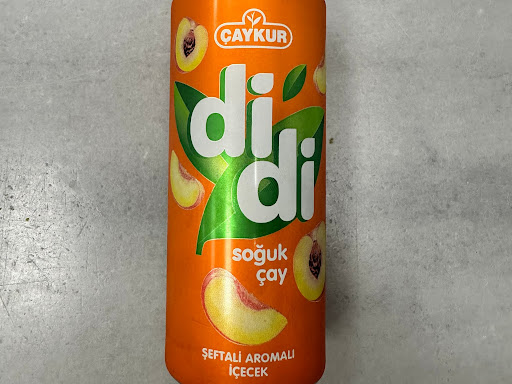 ÇAYKUR
di
di
soğuk
çay
ŞEFTALİ AROMALI
İÇECEK